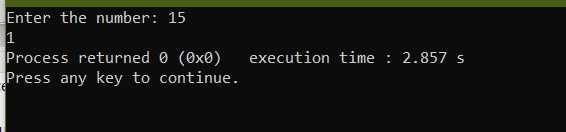 Enter the number: 15
1
Process returned 0 (0x0)   execution time : 2.857 s
Press any key to continue.